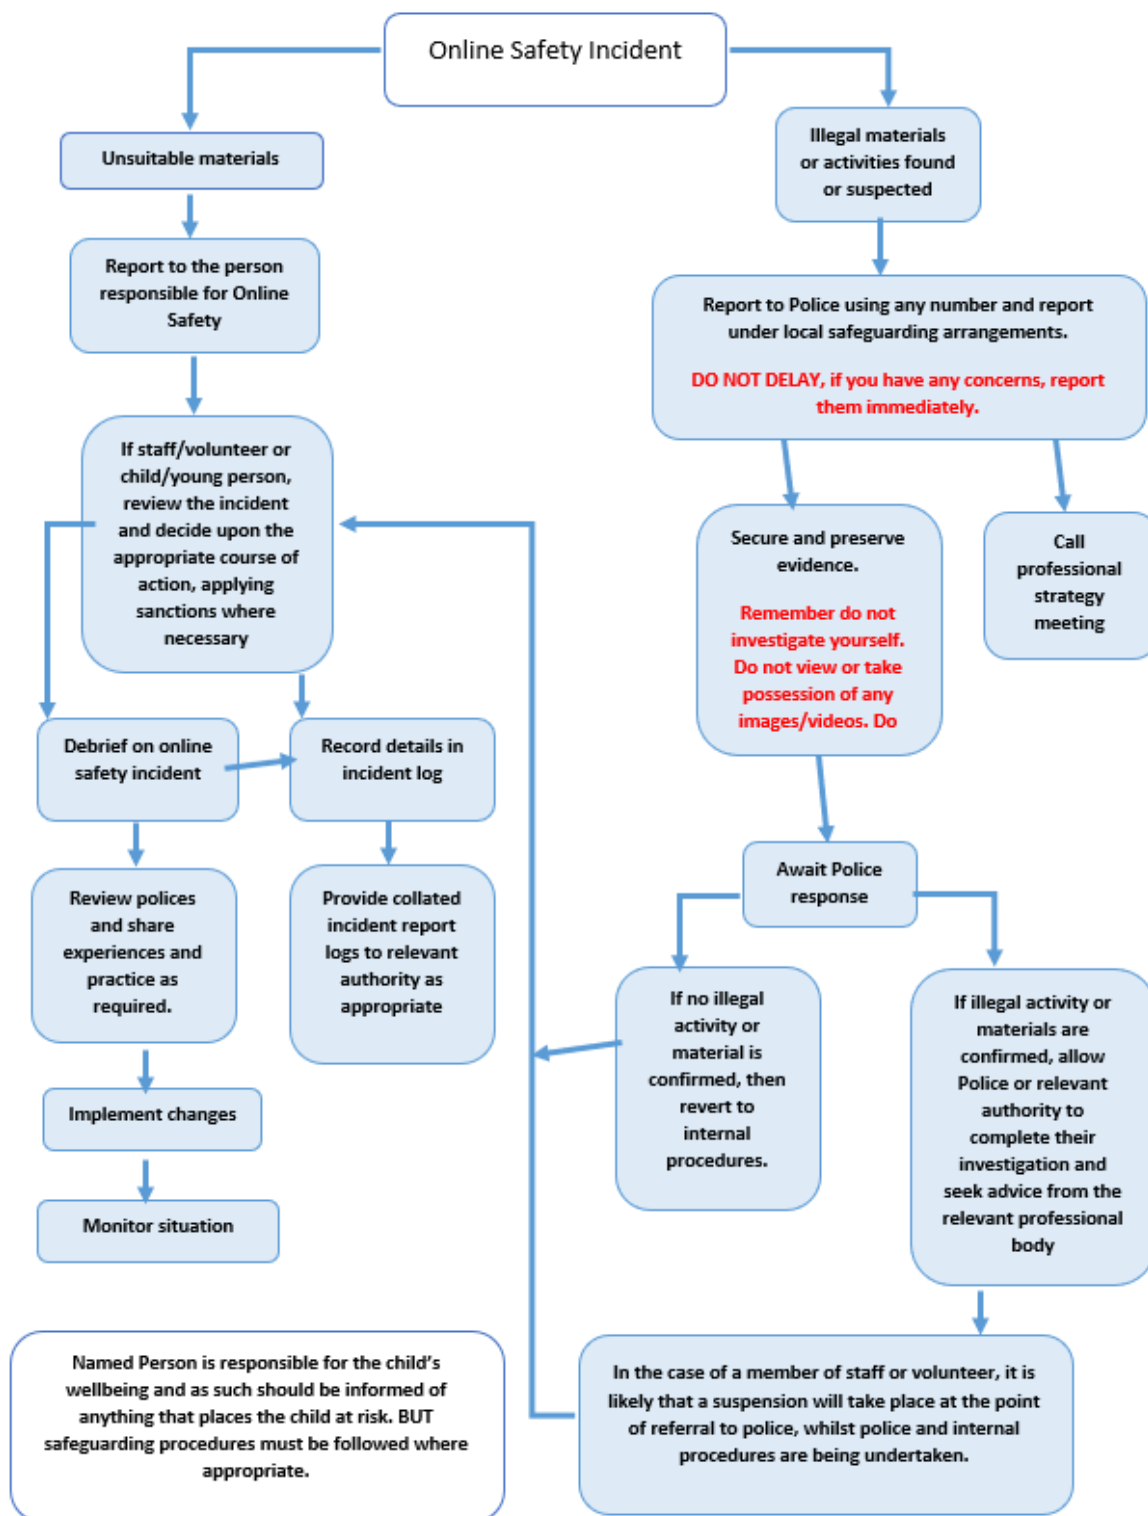 Online Safety Incident
Unsuitable materials
Report to the person
responsible for Online
Safety
If staff/volunteer or
child/young person,
review the incident
and decide upon the
appropriate course of
action, applying
sanctions where
necessary
Debrief on online
safety incident
Record details in
incident log
Review polices
and share
experiences and
practice as
required.
Provide collated
incident report
logs to relevant
authority as
appropriate
Implement changes
Monitor situation
Illegal materials
or activities found
or suspected
Report to Police using any number and report
under local safeguarding arrangements.
DO NOT DELAY, if you have any concerns, report
them immediately.
Secure and preserve
evidence.
Remember do not
investigate yourself.
Do not view or take
possession of any
images/videos. Do
Call
professional
strategy
meeting
Await Police
response
If no illegal
activity or
material is
confirmed, then
revert to
internal
procedures.
If illegal activity or
materials are
confirmed, allow
Police or relevant
authority to
complete their
investigation and
seek advice from the
relevant professional
body
In the case of a member of staff or volunteer, it is
likely that a suspension will take place at the point
of referral to police, whilst police and internal
procedures are being undertaken.
Named Person is responsible for the child's
wellbeing and as such should be informed of
anything that places the child at risk. BUT
safeguarding procedures must be followed where
appropriate.